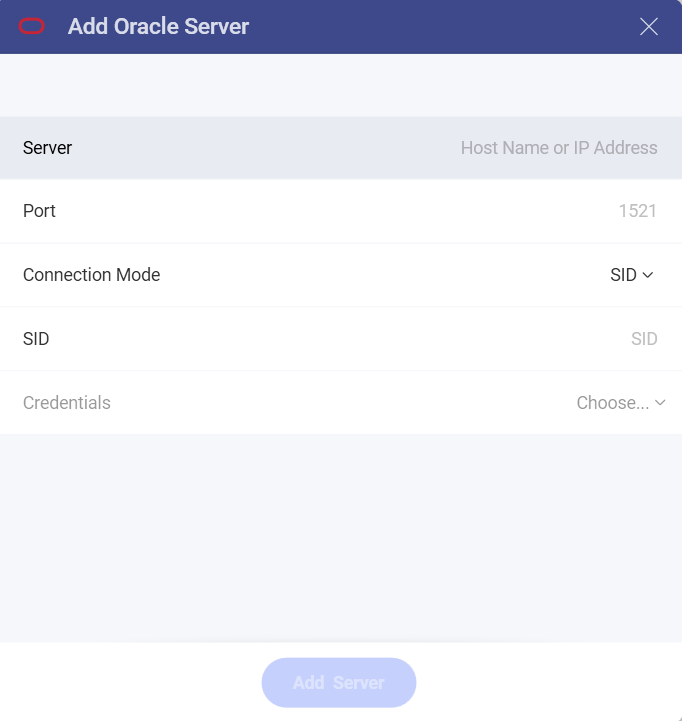 Add Oracle Server
Server Host Name or IP Address
Port 1521
Connection Mode SID
SID SID
Credentials Choose...
Add Server